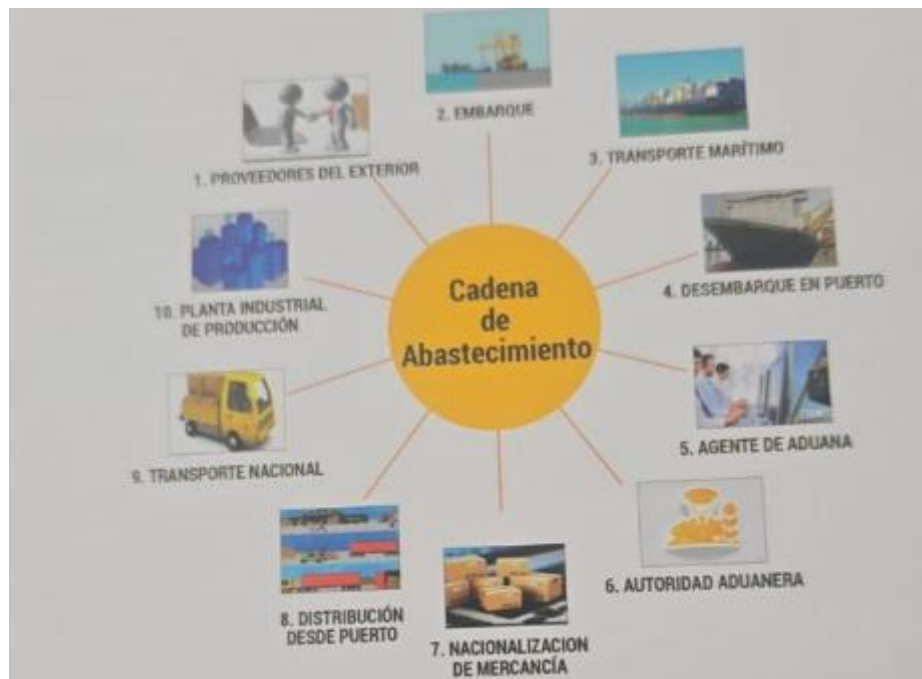 Cadena
de
Abastecimiento
1. PROVEEDORES DEL EXTERIOR
2. EMBARQUE
3. TRANSPORTE MARÍTIMO
4. DESEMBARQUE EN PUERTO
5. AGENTE DE ADUANA
6. AUTORIDAD ADUANERA
7. NACIONALIZACION
DE MERCANCÍA
8. DISTRIBUCIÓN
DESDE PUERTO
9. TRANSPORTE NACIONAL
10. PLANTA INDUSTRIAL
DE PRODUCCIÓN